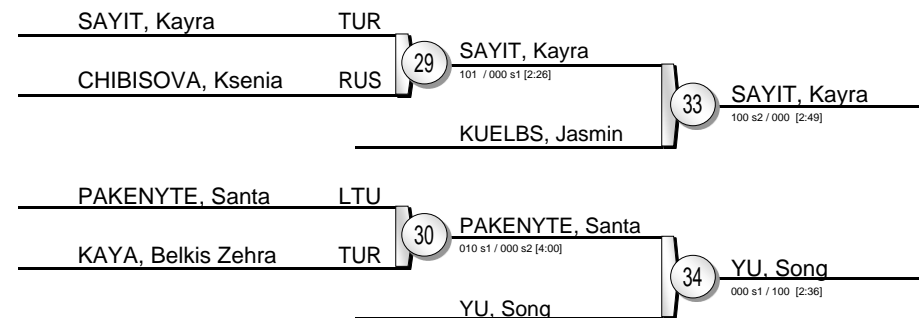 SAYIT, Kayra TUR
29
SAYIT, Kayra
101 / 000 s1 [2:26]
CHIBISOVA, Ksenia RUS
33
SAYIT, Kayra
100 s2 / 000 [2:49]
KUELBS, Jasmin
PAKENYTE, Santa LTU
30
PAKENYTE, Santa
010 s1 / 000 s2 [4:00]
KAYA, Belkis Zehra TUR
34
YU, Song
000 s1 / 100 [2:36]
YU, Song